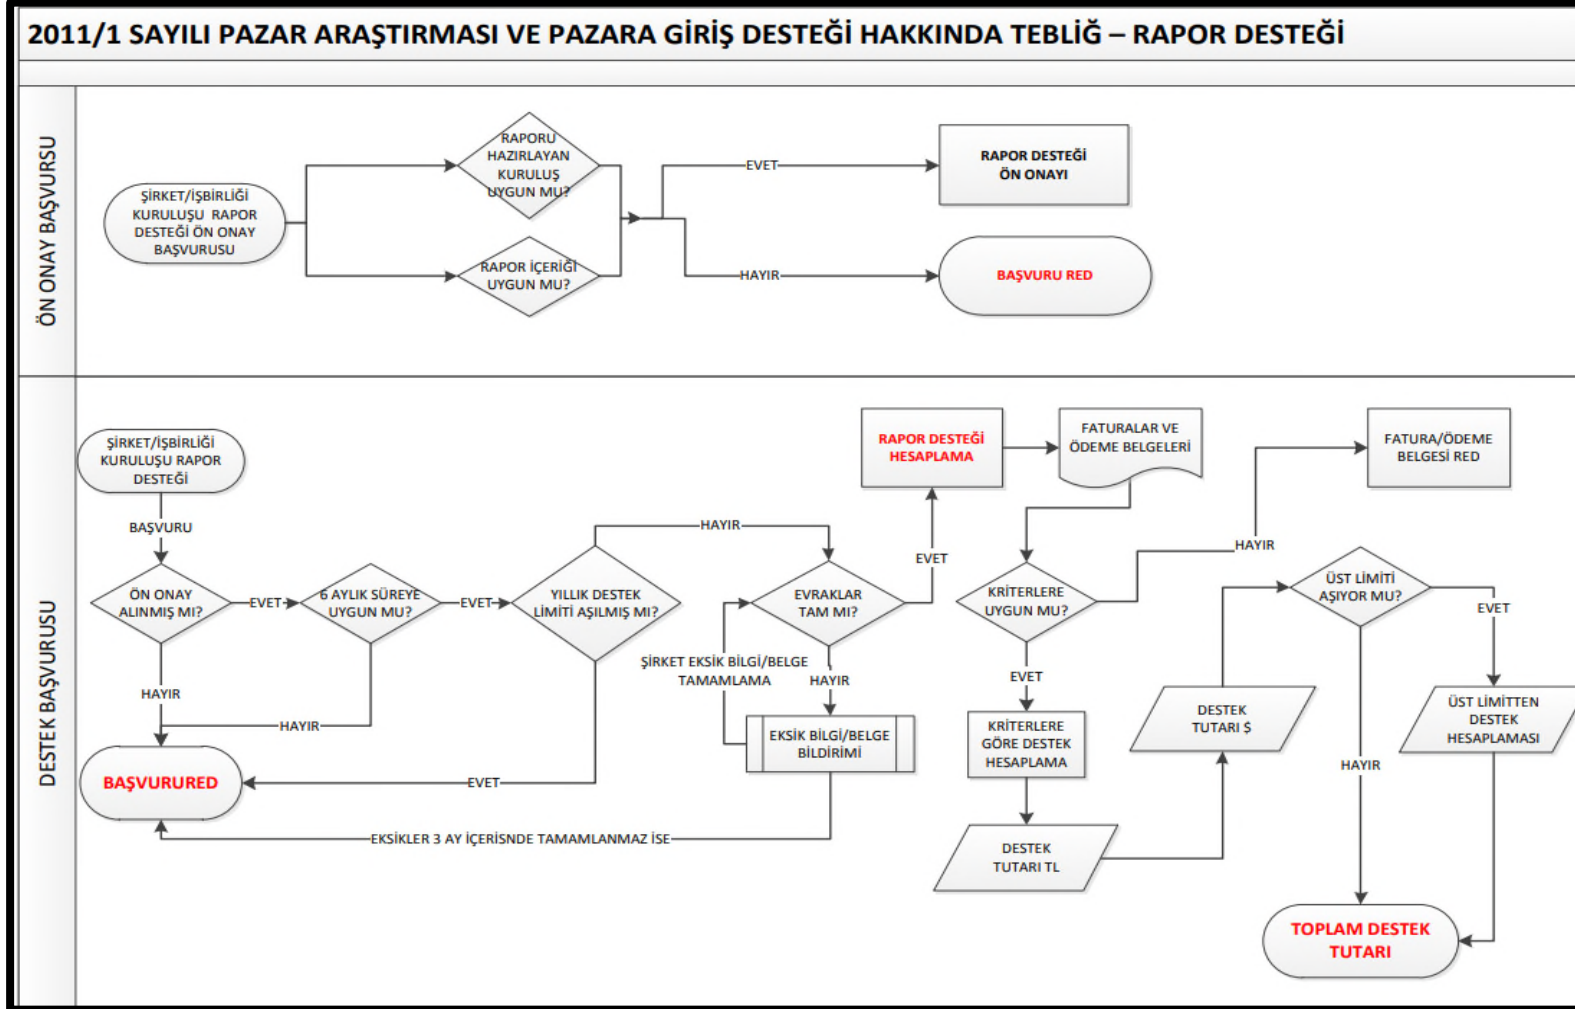 2011/1 SAYILI PAZAR ARAŞTIRMASI VE PAZARA GİRİŞ DESTEĞİ HAKKINDA TEBLİĞ – RAPOR DESTEĞİ
ÖN ONAY BAŞVURSU
ŞİRKET/İŞBİRLİĞİ
KURULUŞU RAPOR
DESTEĞİ ÖN ONAY
BAŞVURUSU
RAPORU
HAZIRLAYAN
KURULUŞ
UYGUN MU?
RAPOR İÇERİĞİ
UYGUN MU?
EVET
RAPOR DESTEĞİ
ÖN ONAYI
HAYIR
BAŞVURU RED
DESTEK BAŞVURUSU
ŞİRKET/İŞBİRLİĞİ
KURULUŞU RAPOR
DESTEĞİ
BAŞVURU
ÖN ONAY
ALINMIŞ MI?
EVET
6 AYLIK SÜREYE
UYGUN MU?
EVET
YILLIK DESTEK
LİMİTİ AŞILMIŞ MI?
HAYIR
EVRAKLAR
TAM MI?
EVET
RAPOR DESTEĞİ
HESAPLAMA
FATURALAR VE
ÖDEME BELGELERİ
KRİTERLERE
UYGUN MU?
HAYIR
FATURA/ÖDEME
BELGESİ RED
HAYIR
HAYIR
BAŞVURURED
EVET
ŞİRKET EKSİK BİLGİ/BELGE
TAMAMLAMA
HAYIR
EKSİK BİLGİ/BELGE
BİLDİRİMİ
EKSİKLER 3 AY İÇERİSNDE TAMAMLANMAZ İSE
EVET
KRİTERLERE
GÖRE DESTEK
HESAPLAMA
DESTEK
TUTARI TL
DESTEK
TUTARI $
ÜST LİMİTİ
AŞIYOR MU?
EVET
ÜST LİMİTTEN
DESTEK
HESAPLAMASI
HAYIR
TOPLAM DESTEK
TUTARI